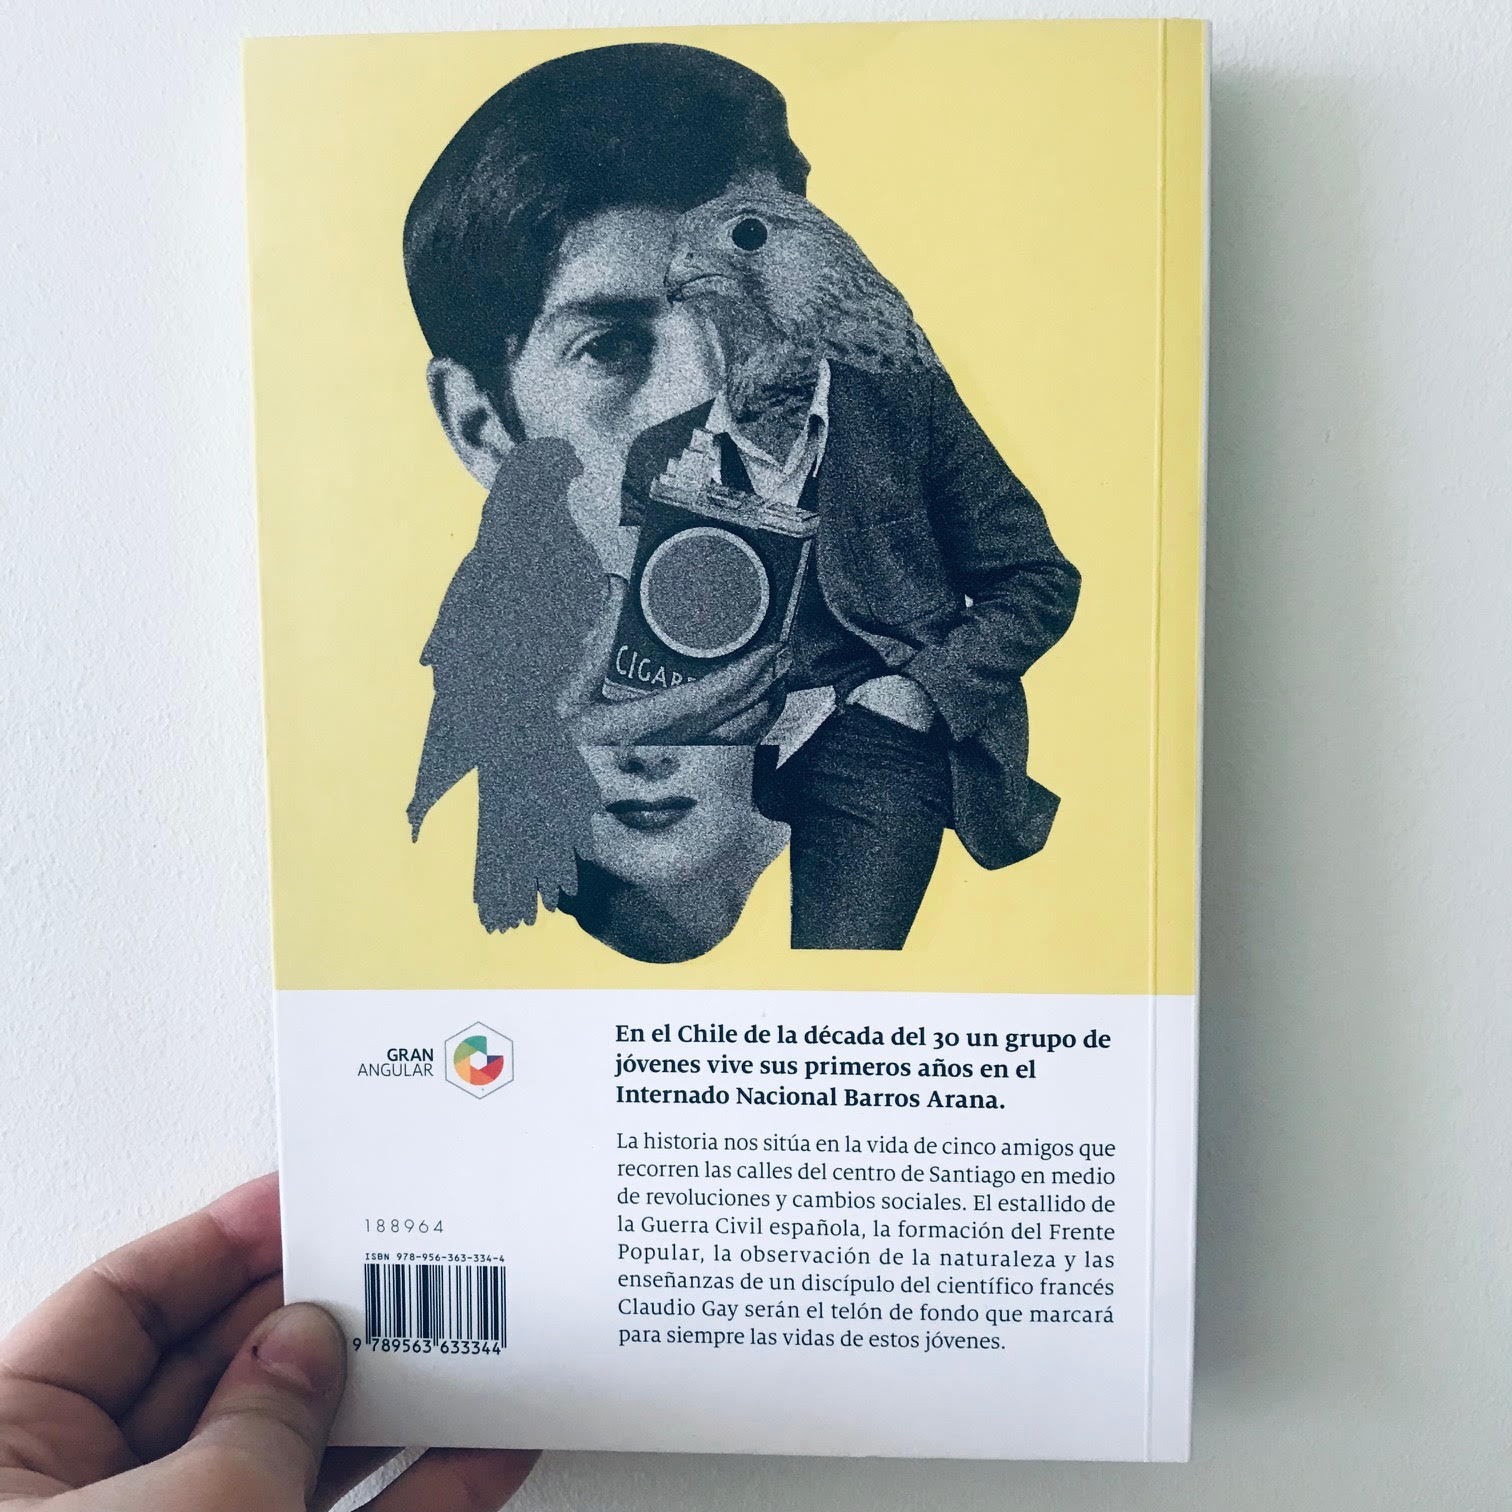 CIGAR
GRAN
ANGULAR
En el Chile de la década del 30 un grupo de
jóvenes vive sus primeros años en el
Internado Nacional Barros Arana.
La historia nos sitúa en la vida de cinco amigos que
recorren las calles del centro de Santiago en medio
de revoluciones y cambios sociales. El estallido de
la Guerra Civil española, la formación del Frente
Popular, la observación de la naturaleza y las
enseñanzas de un discípulo del científico francés
Claudio Gay serán el telón de fondo que marcará
para siempre las vidas de estos jóvenes.
188964
ISBN 978-956-363-334-4
9 789563 633344